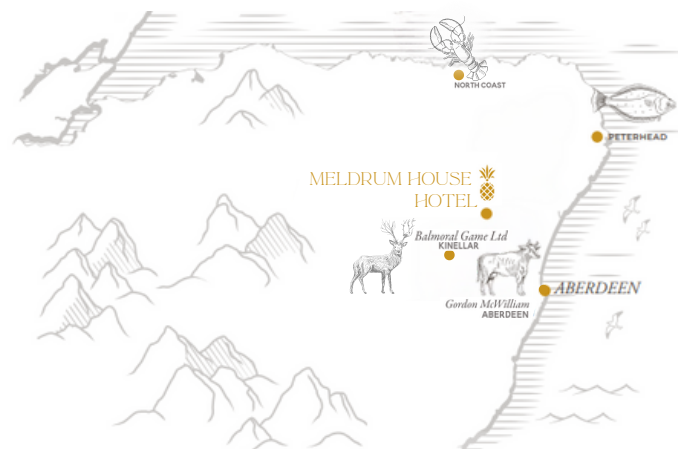 NORTH COAST
PETERHEAD
MELDRUM HOUSE
HOTEL
Balmoral Game Ltd
KINELLAR
ABERDEEN
Gordon McWilliam
ABERDEEN